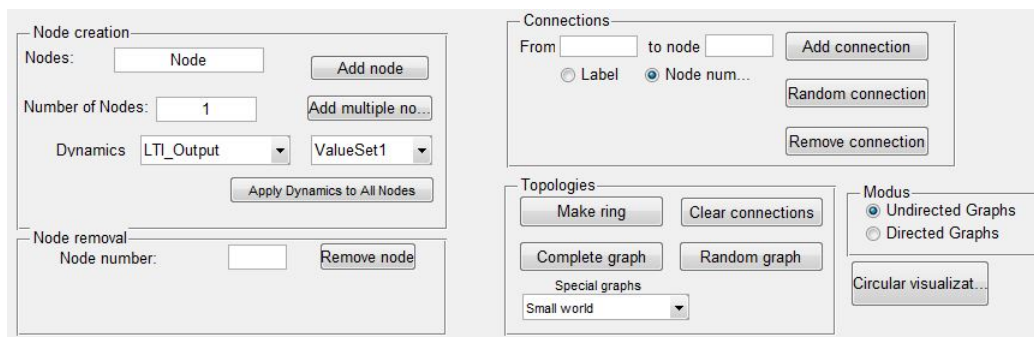 Node creation
Nodes: Node Add node
Number of Nodes: 1 Add multiple no...
Dynamics LTI_Output ValueSet1
Apply Dynamics to All Nodes
Node removal
Node number: Remove node
Connections
From to node Add connection
Label Node num...
Random connection
Remove connection
Topologies
Make ring Clear connections
Complete graph Random graph
Special graphs
Small world
Modus
Undirected Graphs
Directed Graphs
Circular visualizat...